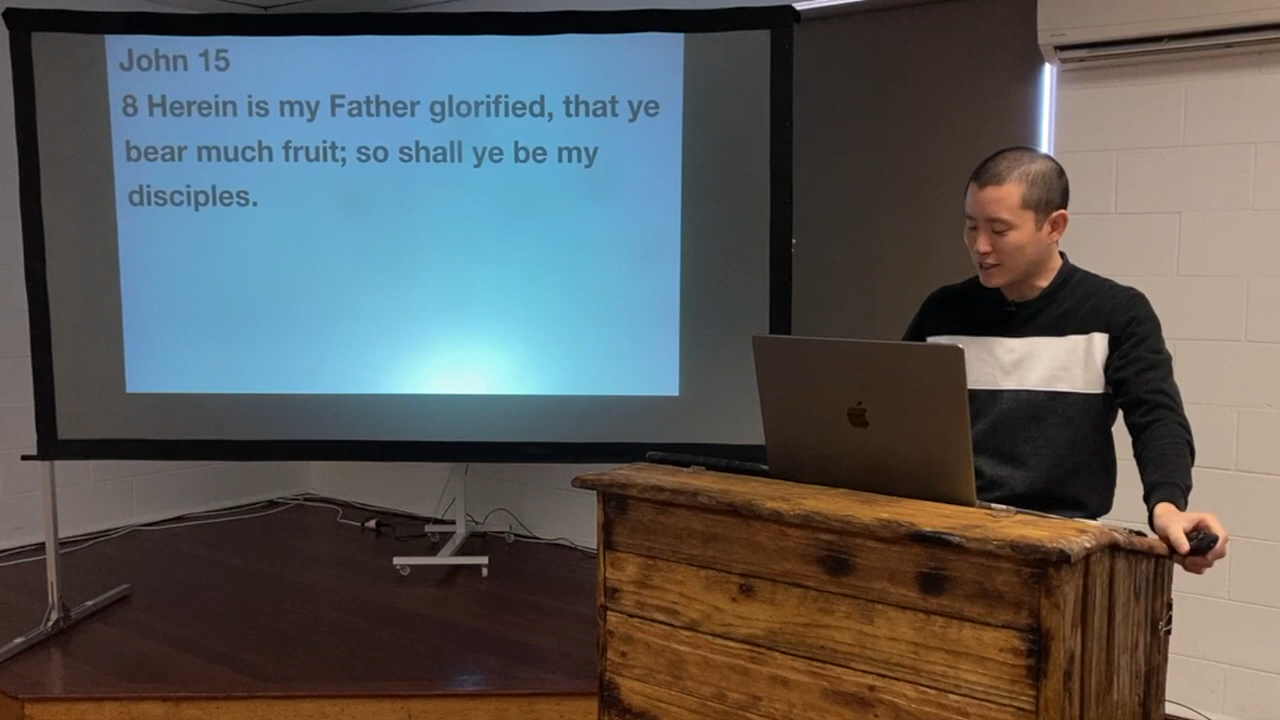 John 15
8 Herein is my Father glorified, that ye
bear much fruit; so shall ye be my
disciples.